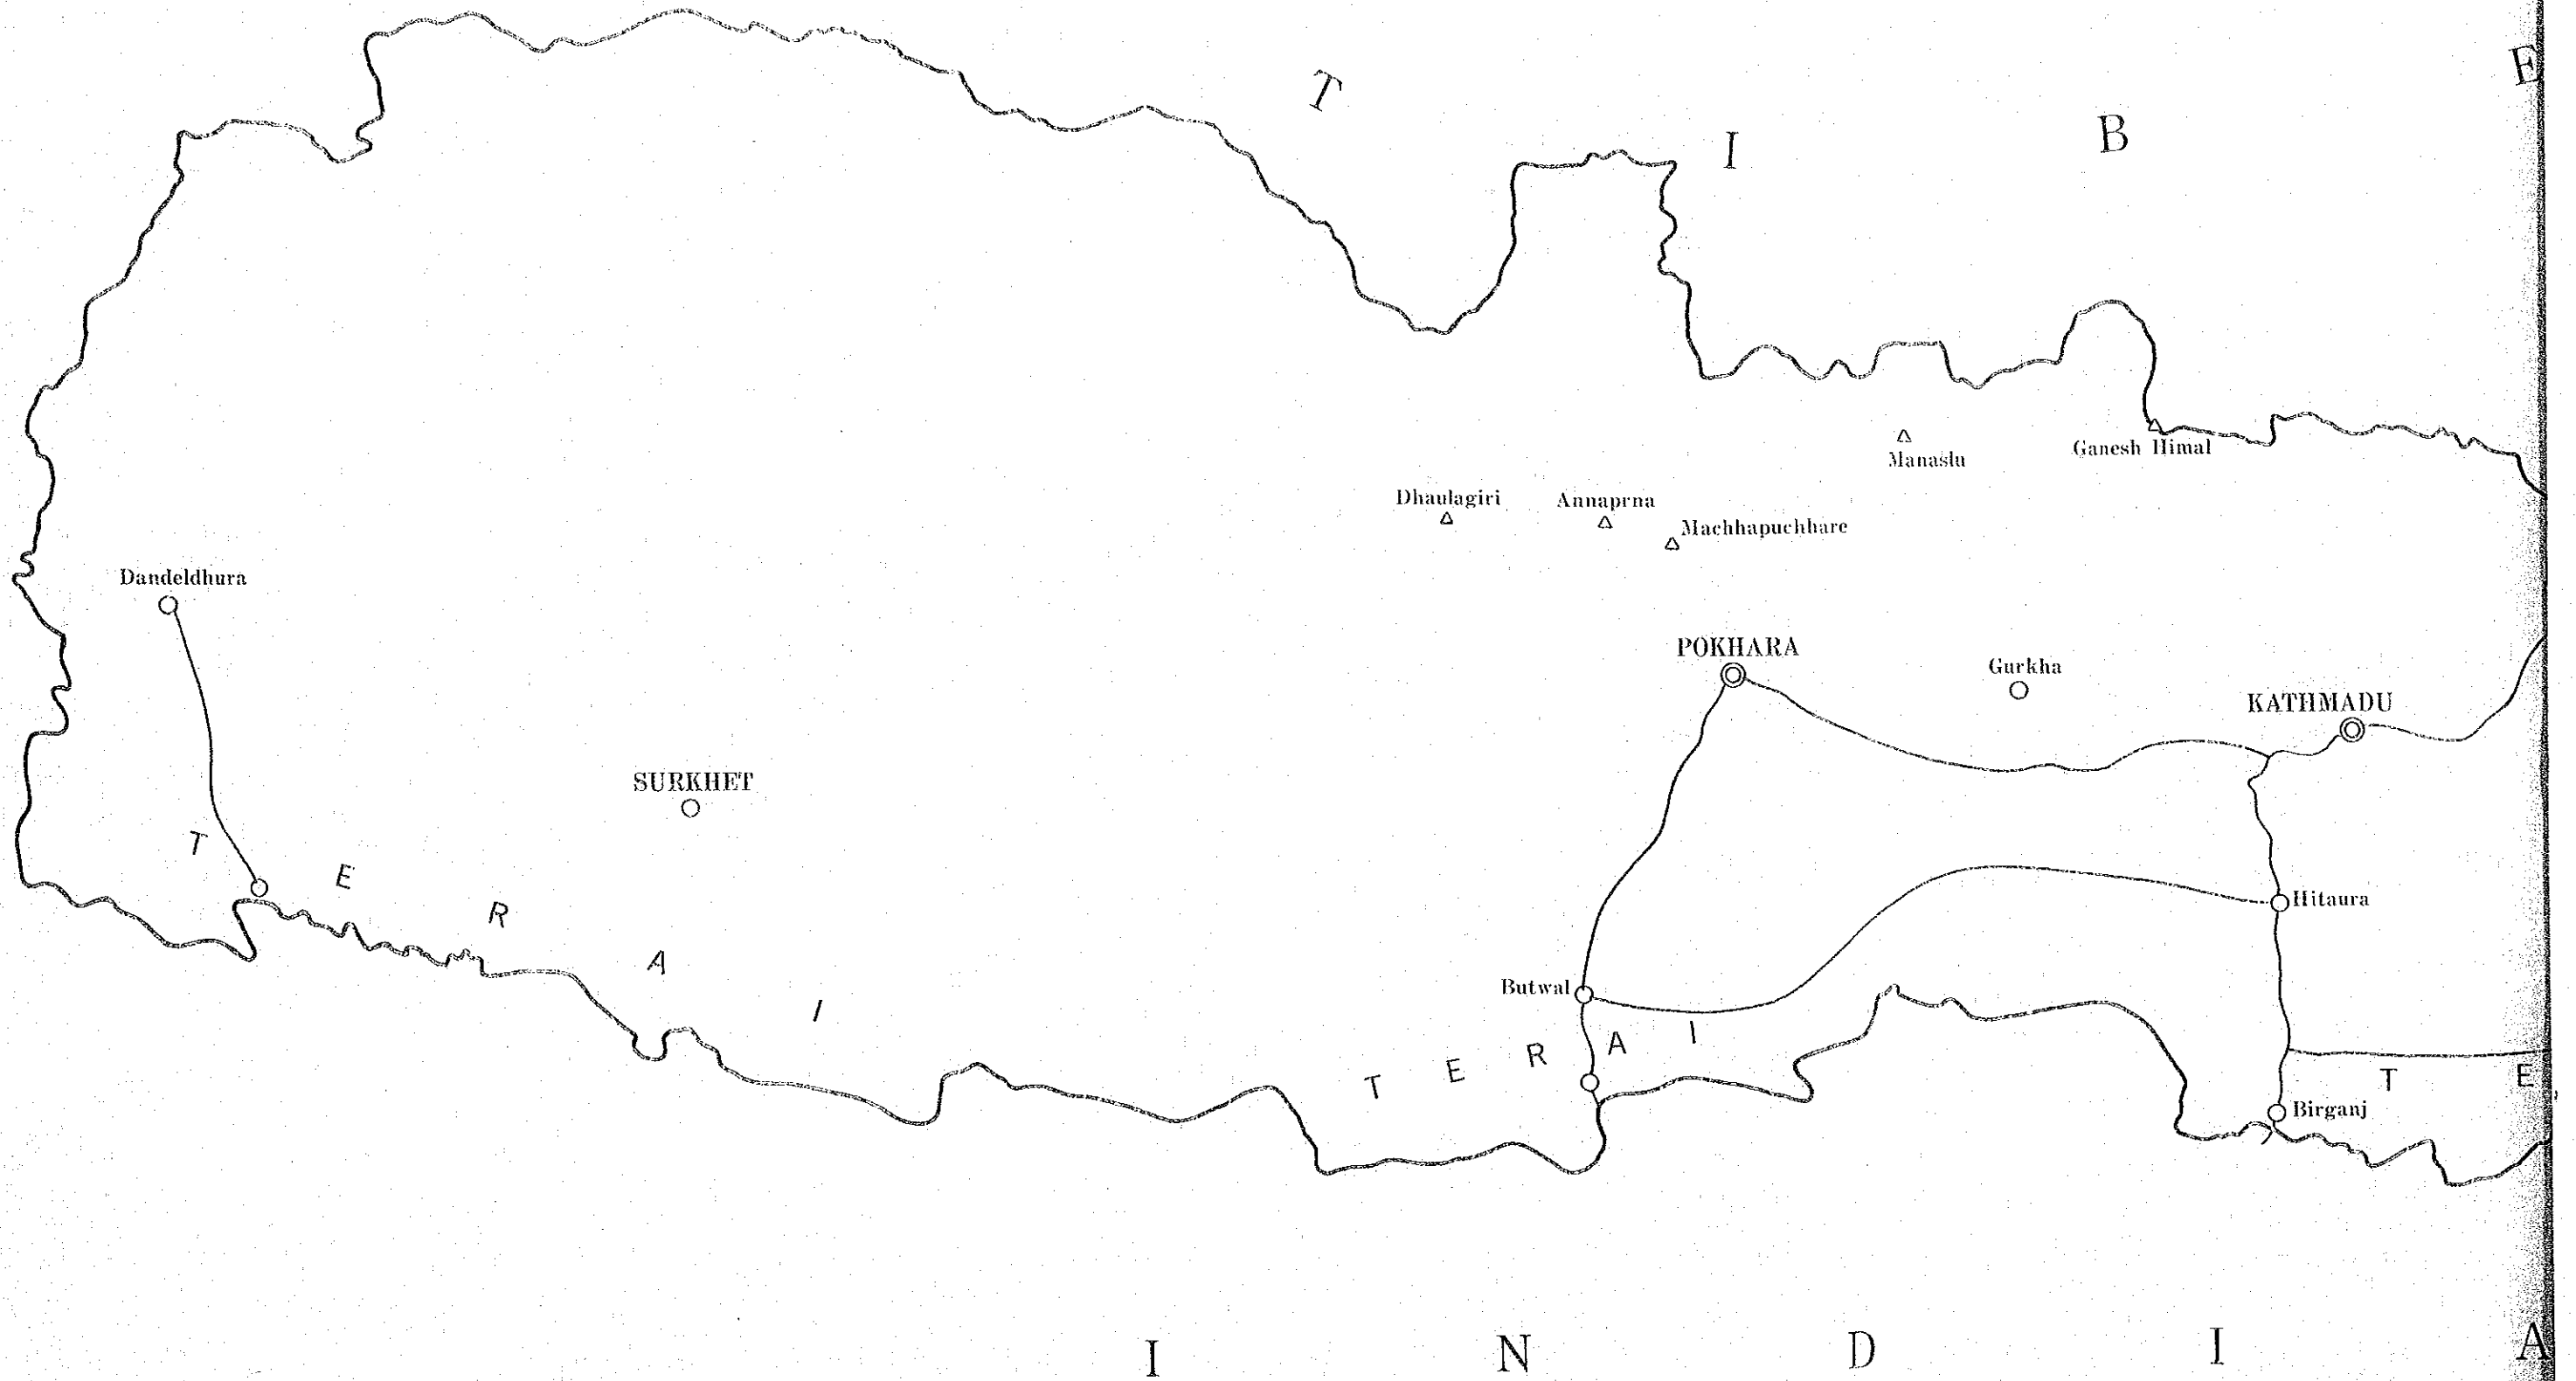 T I B E
Manaslu
Ganesh Himal
Dhaulagiri
Annaprna
Machhapuchhare
Dandeldhura
POKHARA
Gurkha
KATHMADU
SURKHET
T E R A I
Hitaura
Butwal
T E R A I
T E
Birganj
I N D I A